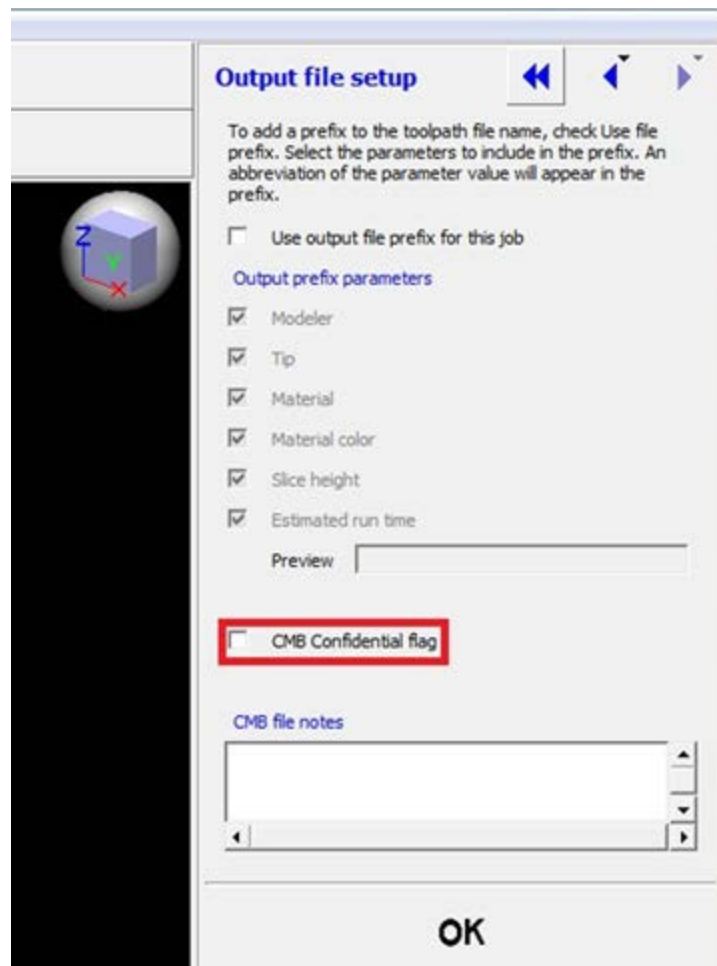 Output file setup
To add a prefix to the toolpath file name, check Use file
prefix. Select the parameters to include in the prefix. An
abbreviation of the parameter value will appear in the
prefix.
Use output file prefix for this job
Output prefix parameters
Modeler
Tip
Material
Material color
Slice height
Estimated run time
Preview
CMB Confidential flag
CMB file notes
OK
Z
Y
X